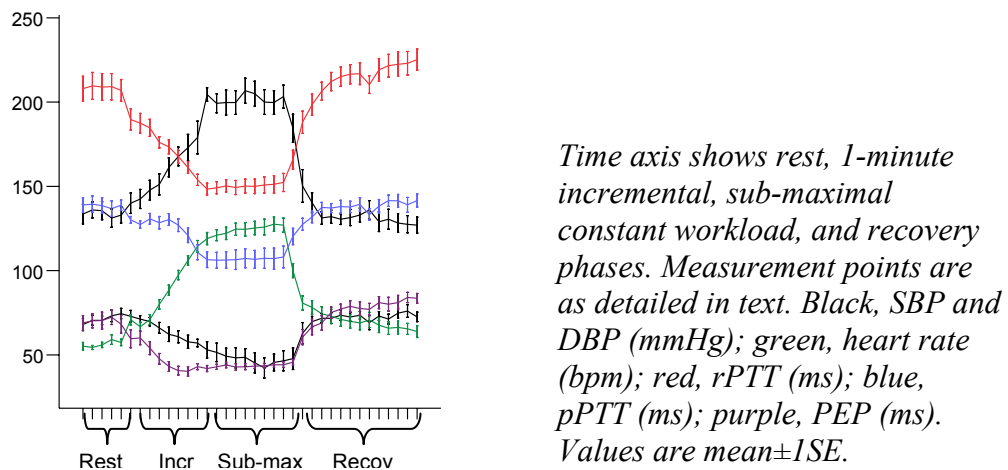 250
200
150
100
50
Rest Incr Sub-max Recov
Time axis shows rest, 1-minute
incremental, sub-maximal
constant workload, and recovery
phases. Measurement points are
as detailed in text. Black, SBP and
DBP (mmHg); green, heart rate
(bpm); red, rPTT (ms); blue,
pPTT (ms); purple, PEP (ms).
Values are mean±1SE.